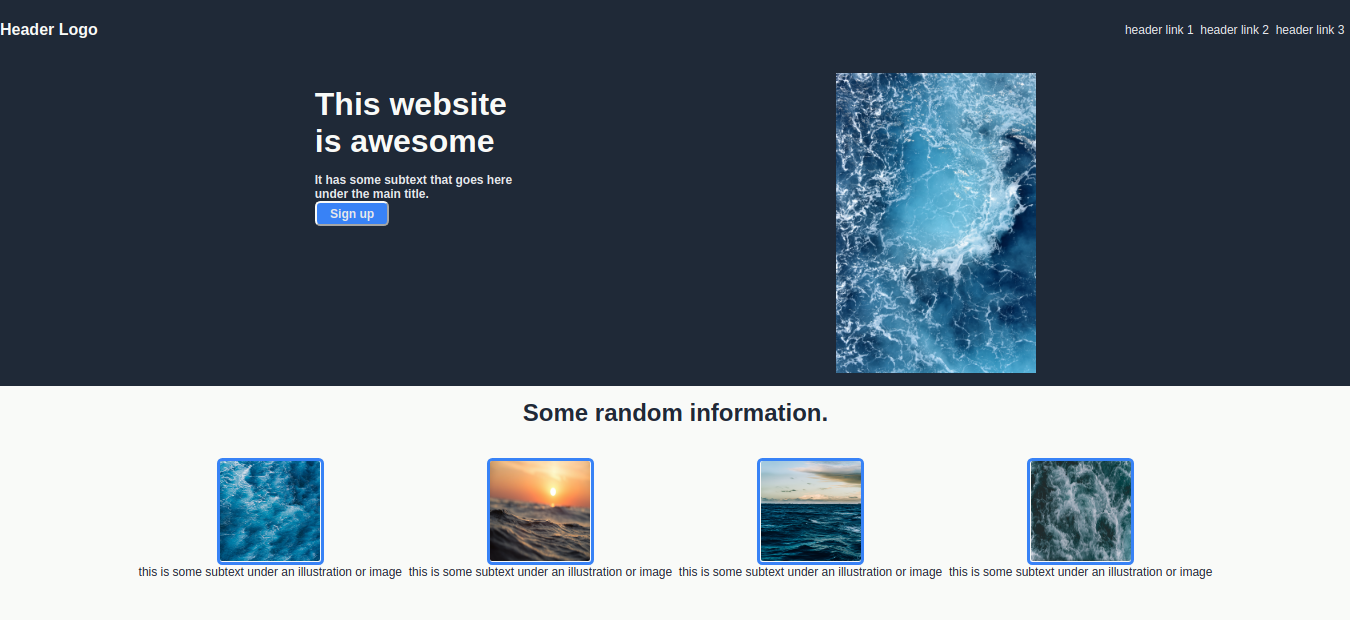 Header Logo
header link 1 header link 2 header link 3
This website
is awesome
It has some subtext that goes here
under the main title.
Sign up
Some random information.
this is some subtext under an illustration or image
this is some subtext under an illustration or image
this is some subtext under an illustration or image
this is some subtext under an illustration or image